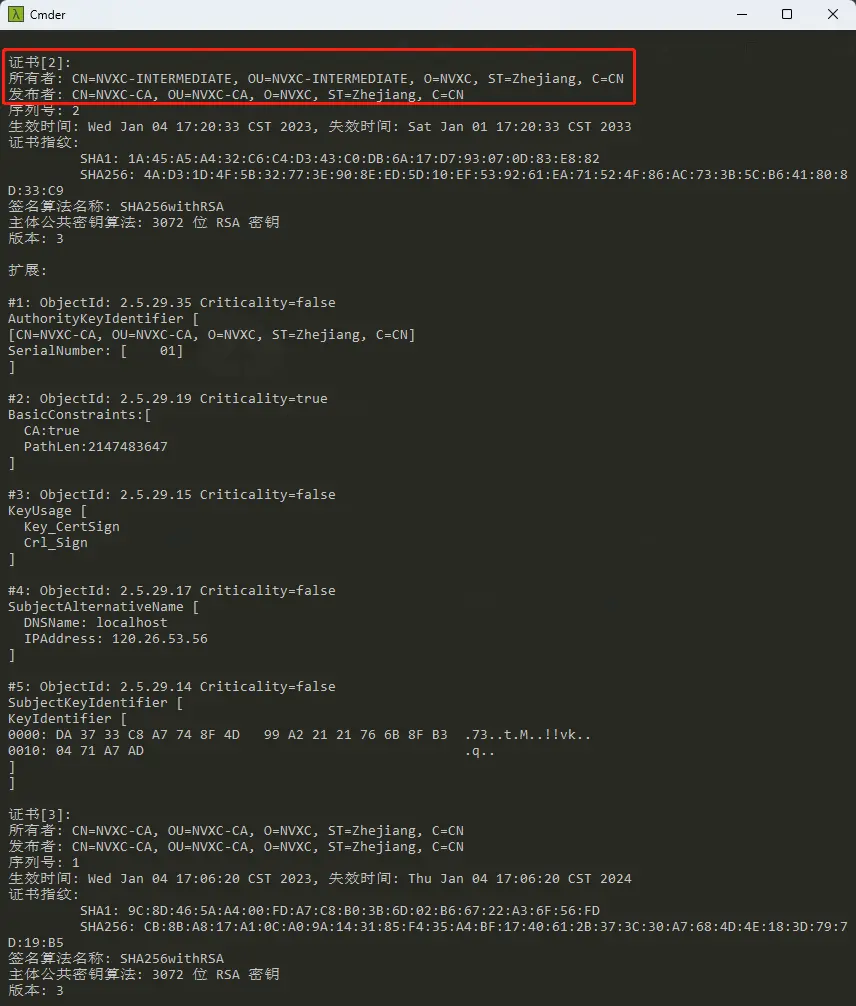 Cmder
证书[2]:
所有者: CN=NVXC-INTERMEDIATE, OU=NVXC-INTERMEDIATE, O=NVXC, ST=Zhejiang, C=CN
发布者: CN=NVXC-CA, OU=NVXC-CA, O=NVXC, ST=Zhejiang, C=CN
序列号: 2
生效时间: Wed Jan 04 17:20:33 CST 2023, 失效时间: Sat Jan 01 17:20:33 CST 2033
证书指纹:
SHA1: 1A:45:A5:A4:32:C6:C4:D3:43:C0:DB:6A:17:D7:93:07:0D:83:E8:82
SHA256: 4A:D3:1D:4F:5B:32:77:3E:90:8E:ED:5D:10:EF:53:92:61:EA:71:52:4F:86:AC:73:3B:5C:B6:41:80:8
D:33:C9
签名算法名称: SHA256withRSA
主体公共密钥算法: 3072 位 RSA 密钥
版本: 3
扩展:
#1: ObjectId: 2.5.29.35 Criticality=false
AuthorityKeyIdentifier [
[CN=NVXC-CA, OU=NVXC-CA, O=NVXC, ST=Zhejiang, C=CN]
SerialNumber: [    01]
]
#2: ObjectId: 2.5.29.19 Criticality=true
BasicConstraints:[
CA:true
PathLen:2147483647
]
#3: ObjectId: 2.5.29.15 Criticality=false
KeyUsage [
Key_CertSign
Crl_Sign
]
#4: ObjectId: 2.5.29.17 Criticality=false
SubjectAlternativeName [
DNSName: localhost
IPAddress: 120.26.53.56
]
#5: ObjectId: 2.5.29.14 Criticality=false
SubjectKeyIdentifier [
KeyIdentifier [
0000: DA 37 33 C8 A7 74 8F 4D   99 A2 21 21 76 6B 8F B3  .73..t.M..!!vk..
0010: 04 71 A7 AD                                        .q..
]
]
证书[3]:
所有者: CN=NVXC-CA, OU=NVXC-CA, O=NVXC, ST=Zhejiang, C=CN
发布者: CN=NVXC-CA, OU=NVXC-CA, O=NVXC, ST=Zhejiang, C=CN
序列号: 1
生效时间: Wed Jan 04 17:06:20 CST 2023, 失效时间: Thu Jan 04 17:06:20 CST 2024
证书指纹:
SHA1: 9C:8D:46:5A:A4:00:FD:A7:C8:B0:3B:6D:02:B6:67:22:A3:6F:56:FD
SHA256: CB:8B:A8:17:A1:0C:A0:9A:14:31:85:F4:35:A4:BF:17:40:61:2B:37:3C:30:A7:68:4D:4E:18:3D:79:7
D:19:B5
签名算法名称: SHA256withRSA
主体公共密钥算法: 3072 位 RSA 密钥
版本: 3